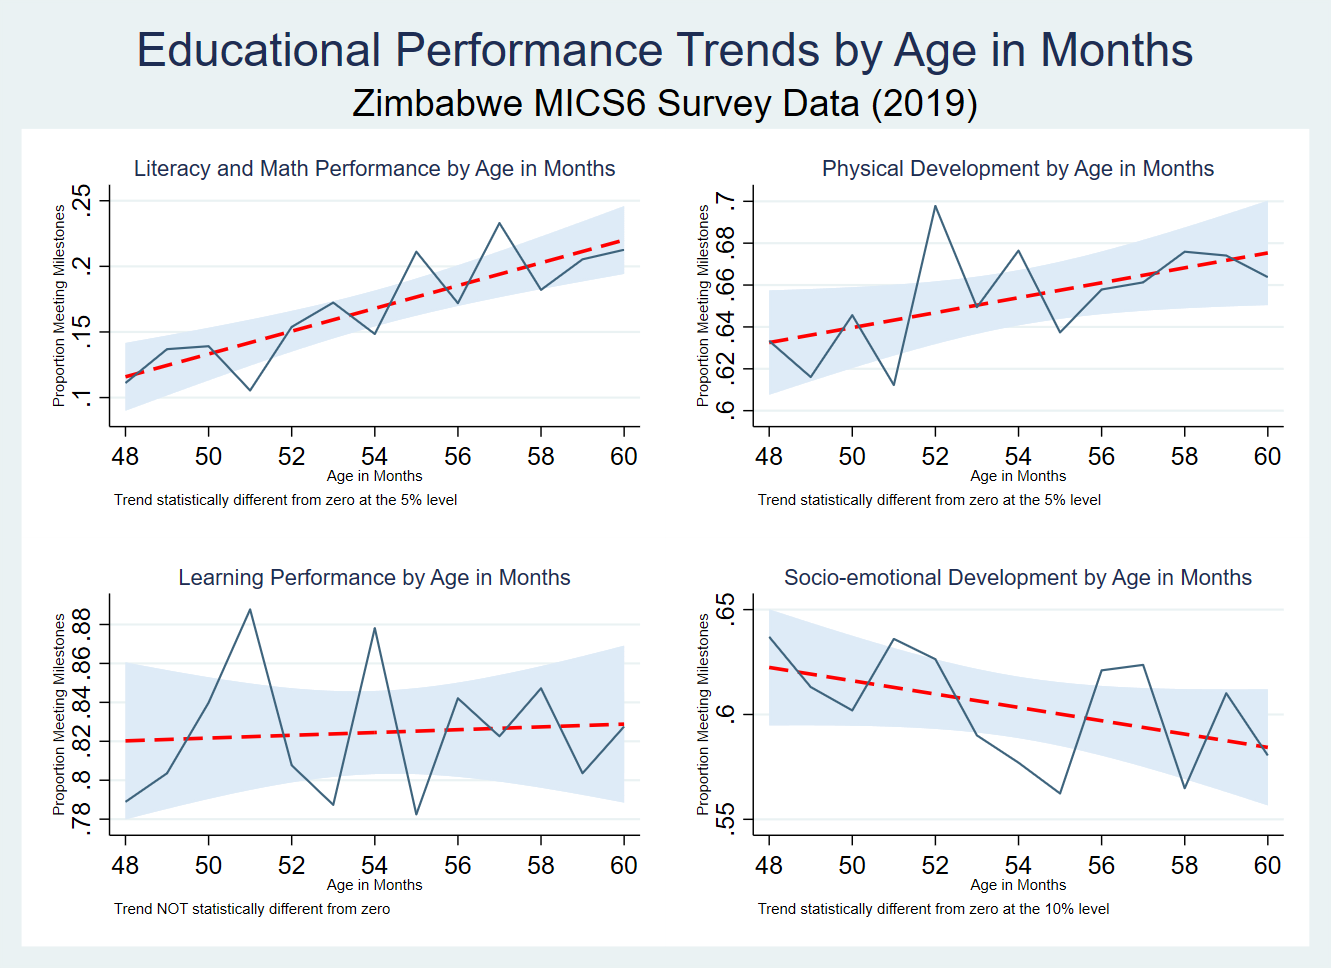 Educational Performance Trends by Age in Months
Zimbabwe MICS6 Survey Data (2019)
Literacy and Math Performance by Age in Months
Proportion Meeting Milestones
.25
.2
.15
.1
48 50 52 54 56 58 60
Age in Months
Trend statistically different from zero at the 5% level
Physical Development by Age in Months
Proportion Meeting Milestones
.7
.68
.66
.64
.62
.6
48 50 52 54 56 58 60
Age in Months
Trend statistically different from zero at the 5% level
Learning Performance by Age in Months
Proportion Meeting Milestones
.88
.86
.84
.82
.8
.78
48 50 52 54 56 58 60
Age in Months
Trend NOT statistically different from zero
Socio-emotional Development by Age in Months
Proportion Meeting Milestones
.65
.6
.55
48 50 52 54 56 58 60
Age in Months
Trend statistically different from zero at the 10% level